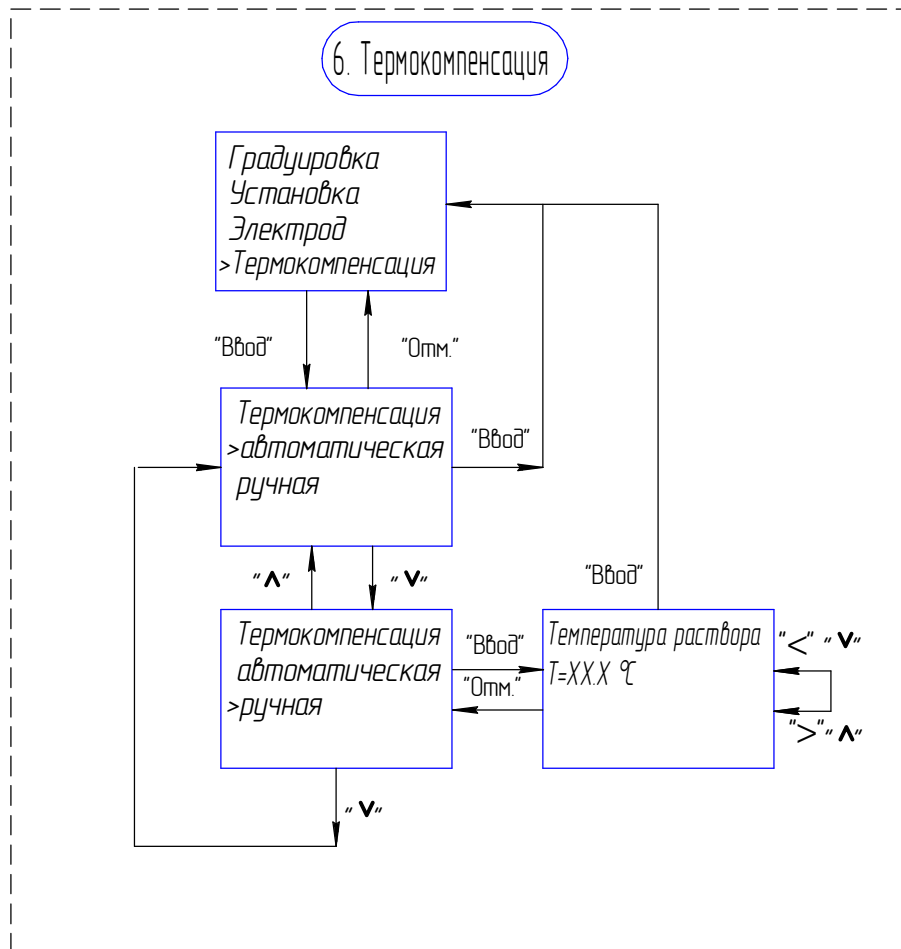 6. Термокомпенсация
Градуировка
Установка
Электрод
>Термокомпенсация
"Ввод"
"Отм."
Термокомпенсация
>автоматическая
ручная
"Ввод"
"∧"
"∨"
"Ввод"
Термокомпенсация
автоматическая
>ручная
"Ввод"
"Отм."
Температура раствора
T=XX.X °C
"<" "∨"
">" "∧"
"∨"